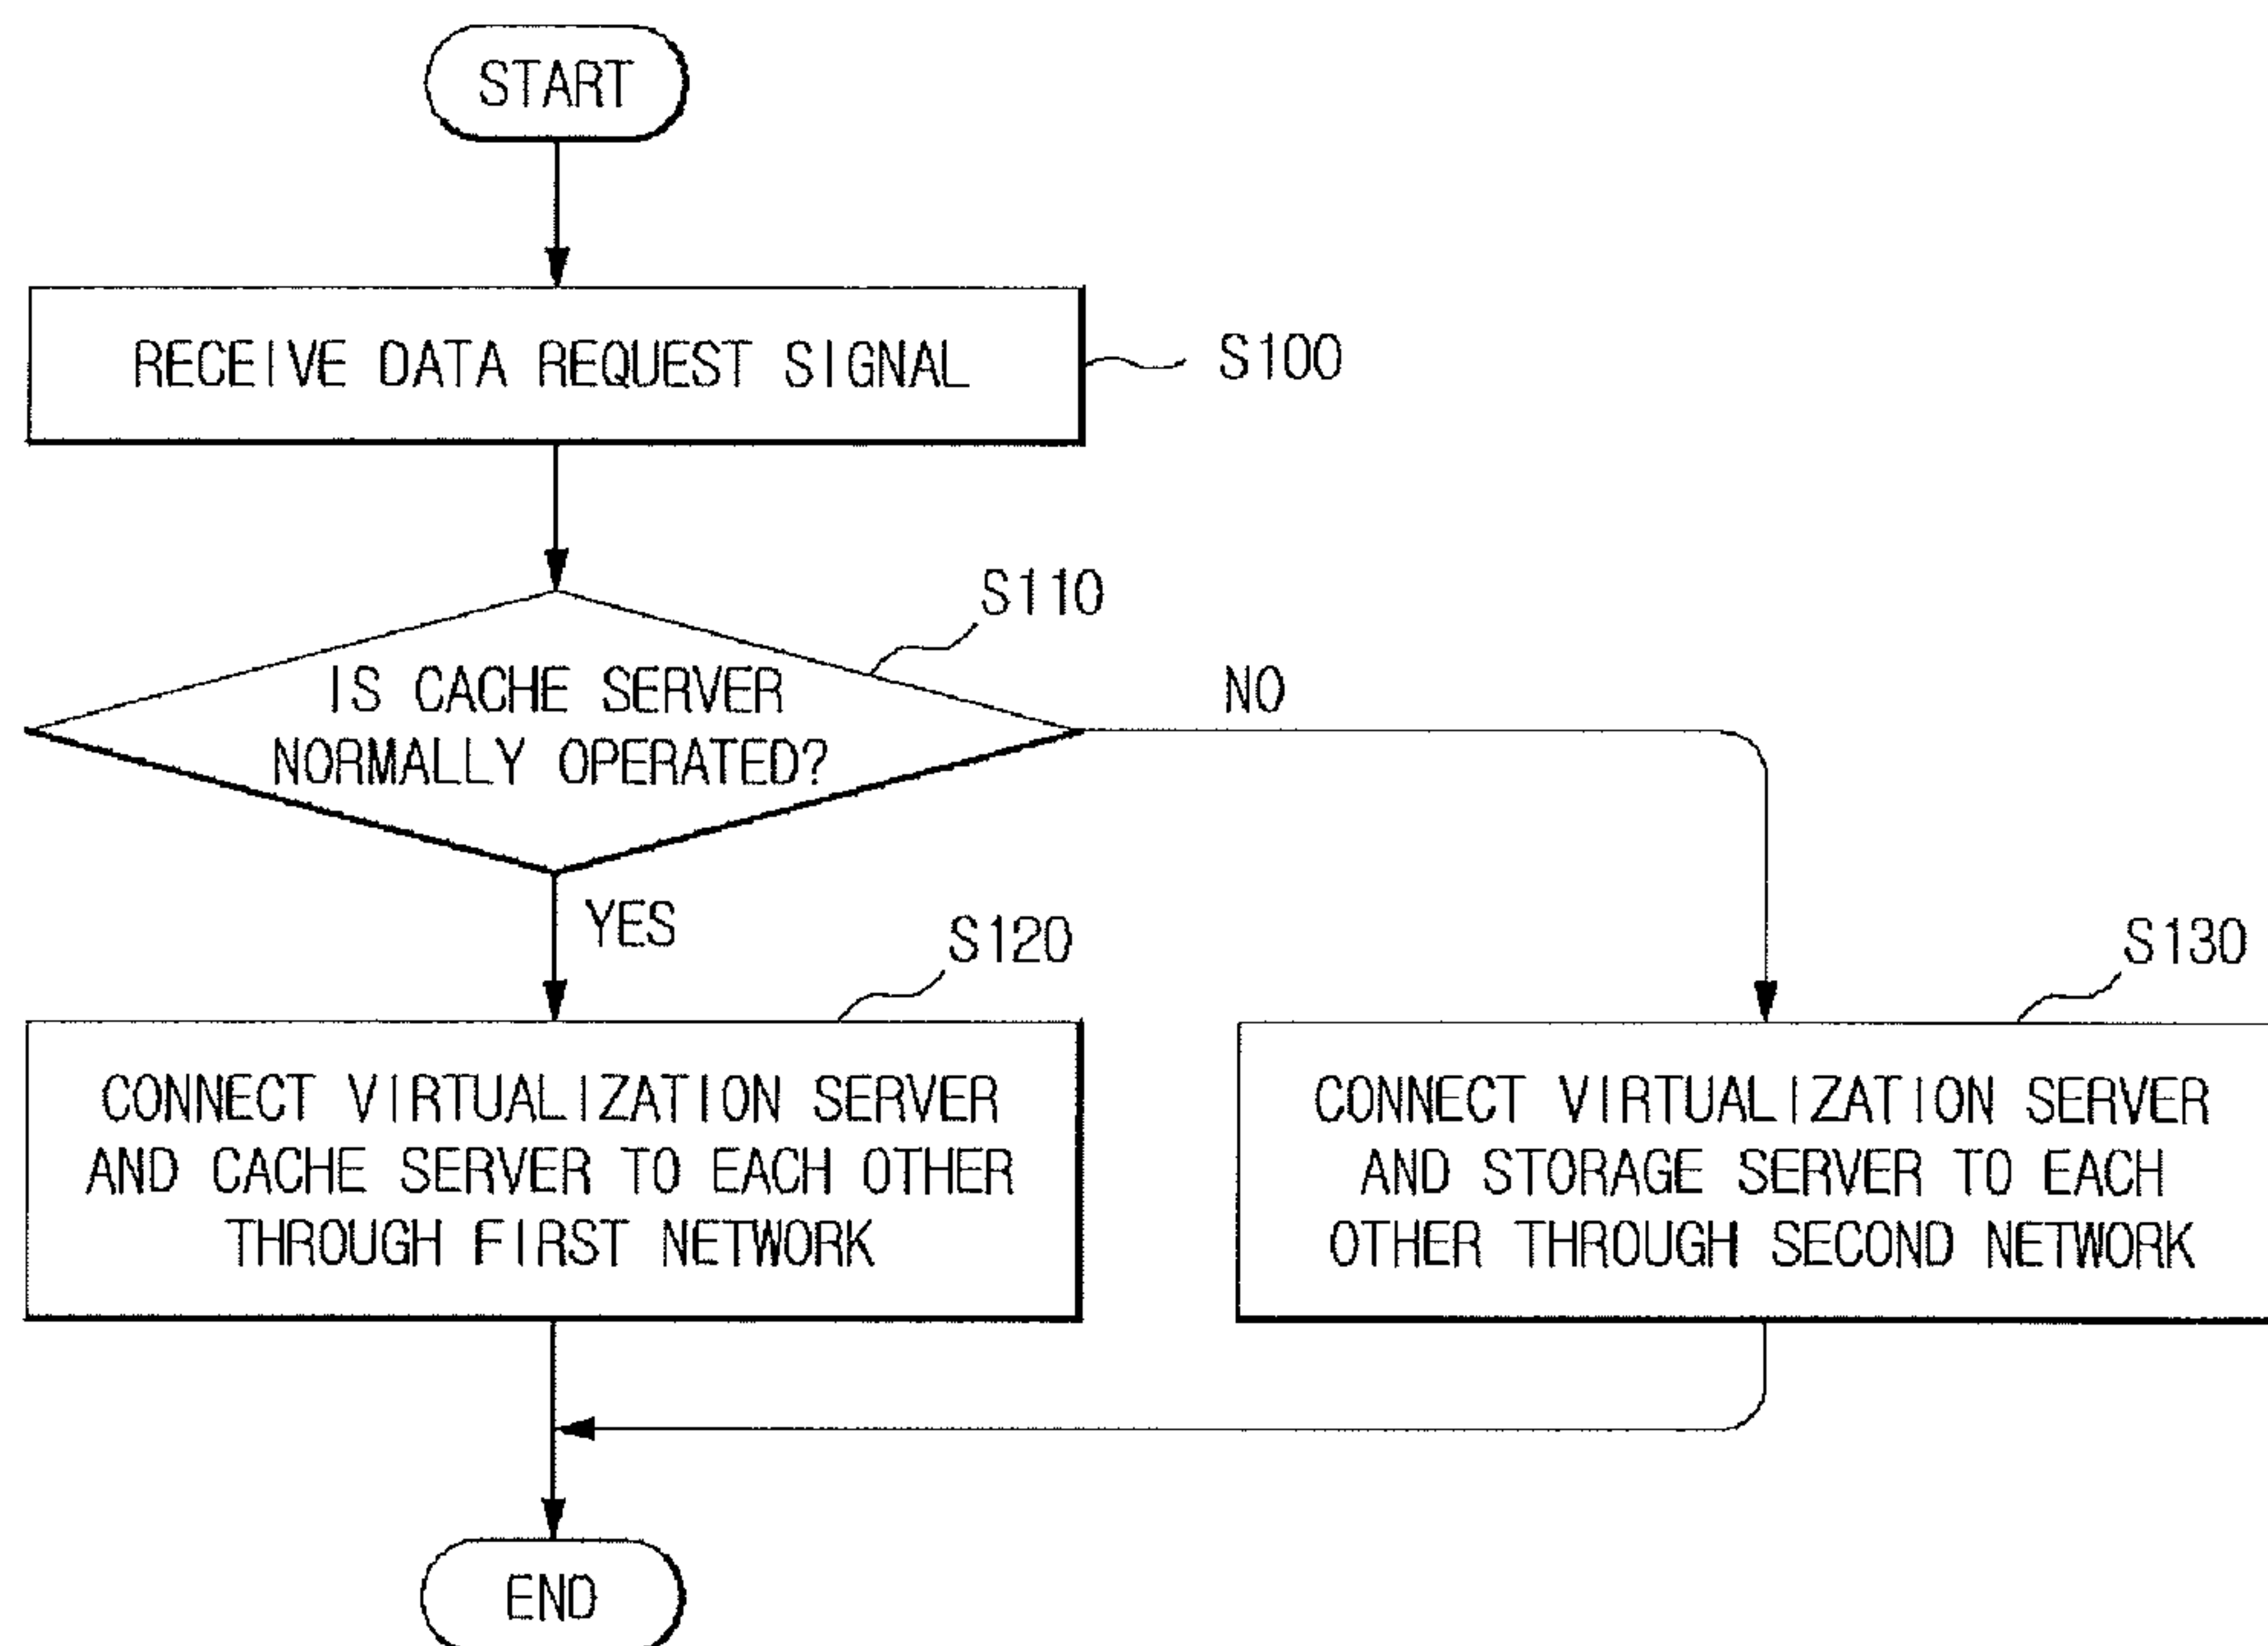 START
RECEIVE DATA REQUEST SIGNAL
S100
S110
IS CACHE SERVER
NORMALLY OPERATED?
NO
YES
S120
CONNECT VIRTUALIZATION SERVER
AND CACHE SERVER TO EACH OTHER
THROUGH FIRST NETWORK
S130
CONNECT VIRTUALIZATION SERVER
AND STORAGE SERVER TO EACH
OTHER THROUGH SECOND NETWORK
END